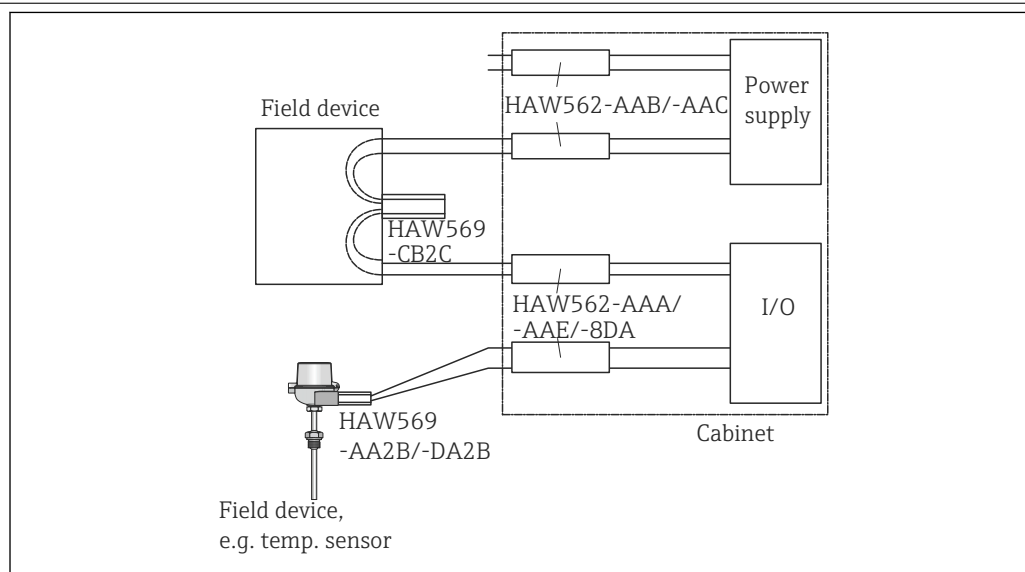 Field device
HAW562-AAB/-AAC
Power
supply
HAW569
-CB2C
HAW562-AAA/
-AAE/-8DA
I/O
HAW569
-AA2B/-DA2B
Cabinet
Field device,
e.g. temp. sensor